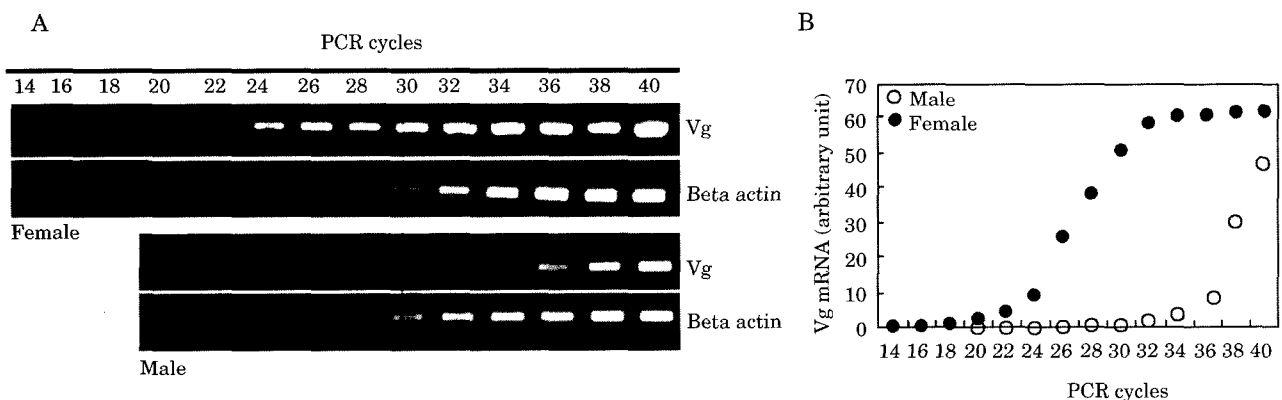 A
PCR cycles
14 16 18 20 22 24 26 28 30 32 34 36 38 40
Vg
Beta actin
Female
Vg
Beta actin
Male
B
Vg mRNA (arbitrary unit)
70
60
50
40
30
20
10
0
Male
Female
14 16 18 20 22 24 26 28 30 32 34 36 38 40
PCR cycles